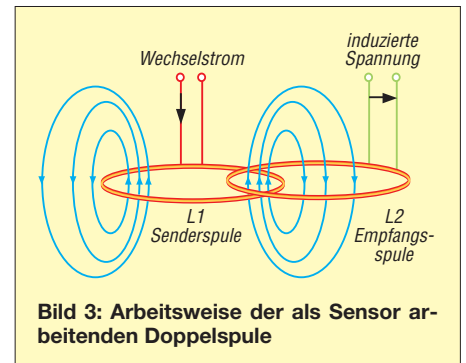 Wechselstrom
induzierte
Spannung
L1
Senderspule
L2
Empfangs-
spule
Bild 3: Arbeitsweise der als Sensor ar-
beitenden Doppelspule